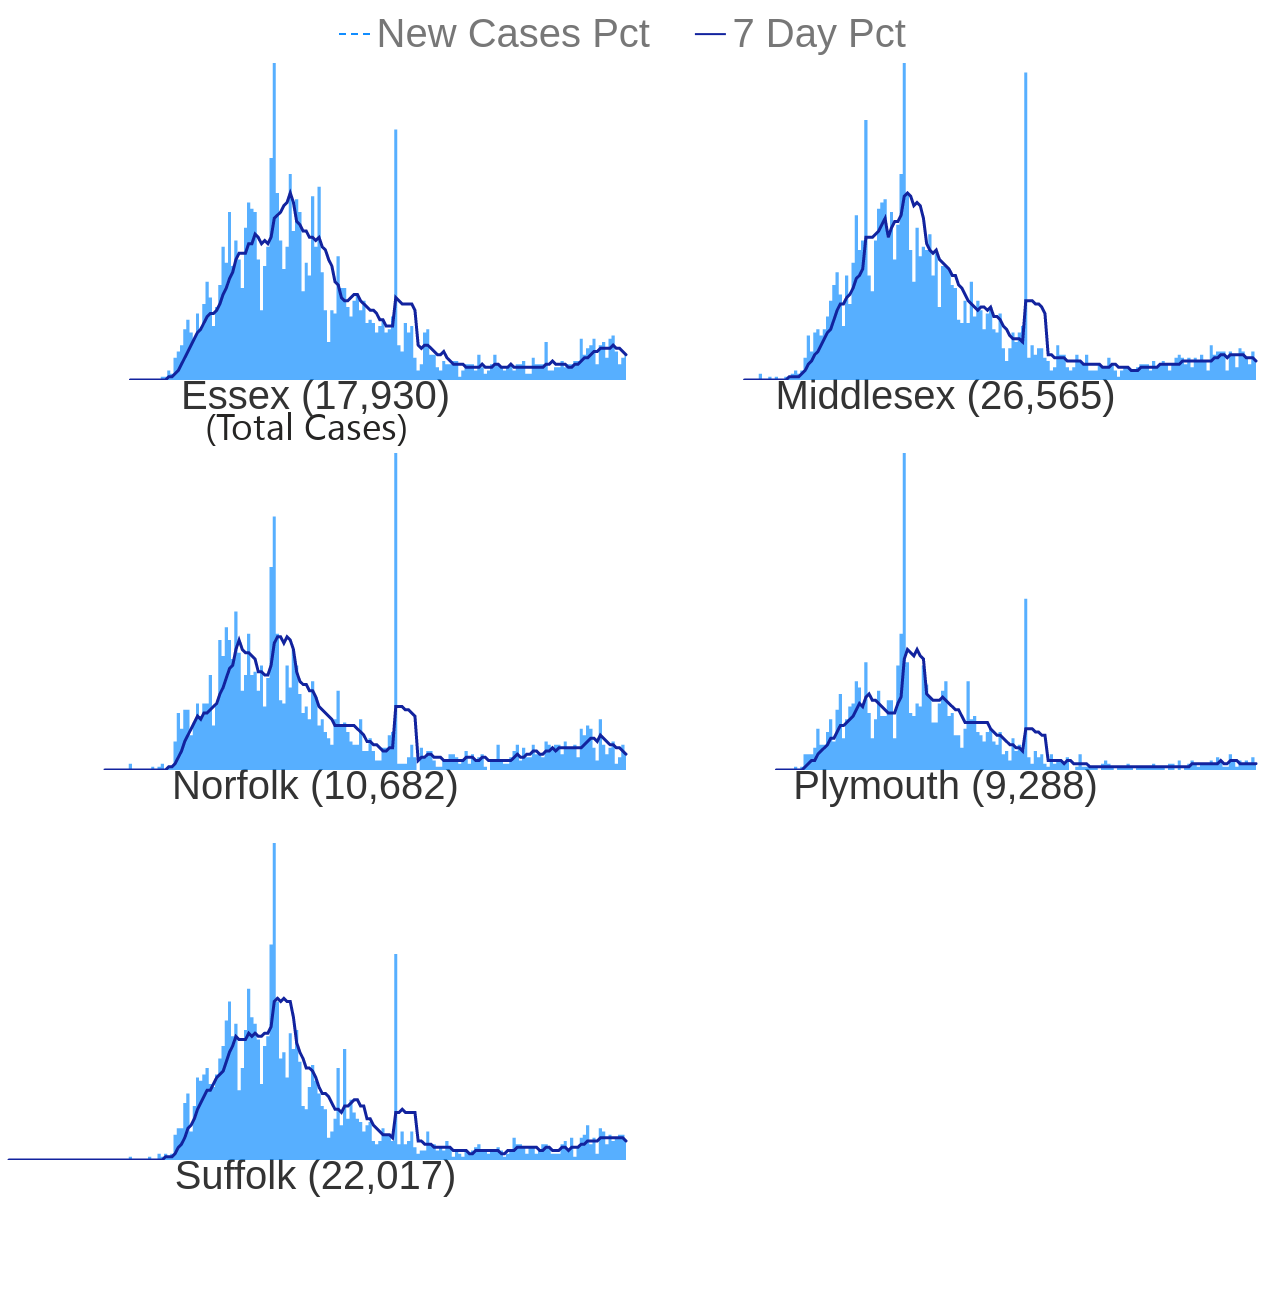 New Cases Pct 7 Day Pct
Essex (17,930) Middlesex (26,565)
(Total Cases)
Norfolk (10,682) Plymouth (9,288)
Suffolk (22,017)